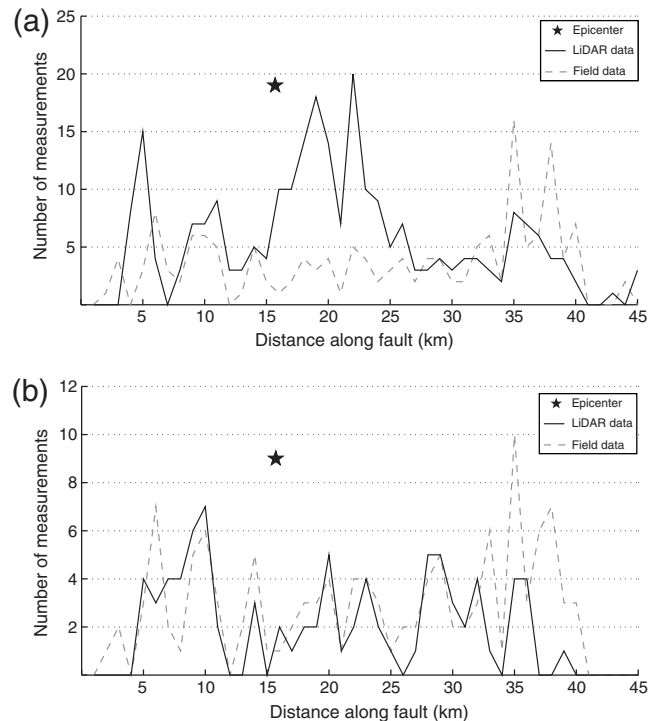 (a)
Number of measurements
25
20
15
10
5
Epicenter
LiDAR data
Field data
5 10 15 20 25 30 35 40 45
Distance along fault (km)
(b)
Number of measurements
12
10
8
6
4
2
Epicenter
LiDAR data
Field data
5 10 15 20 25 30 35 40 45
Distance along fault (km)